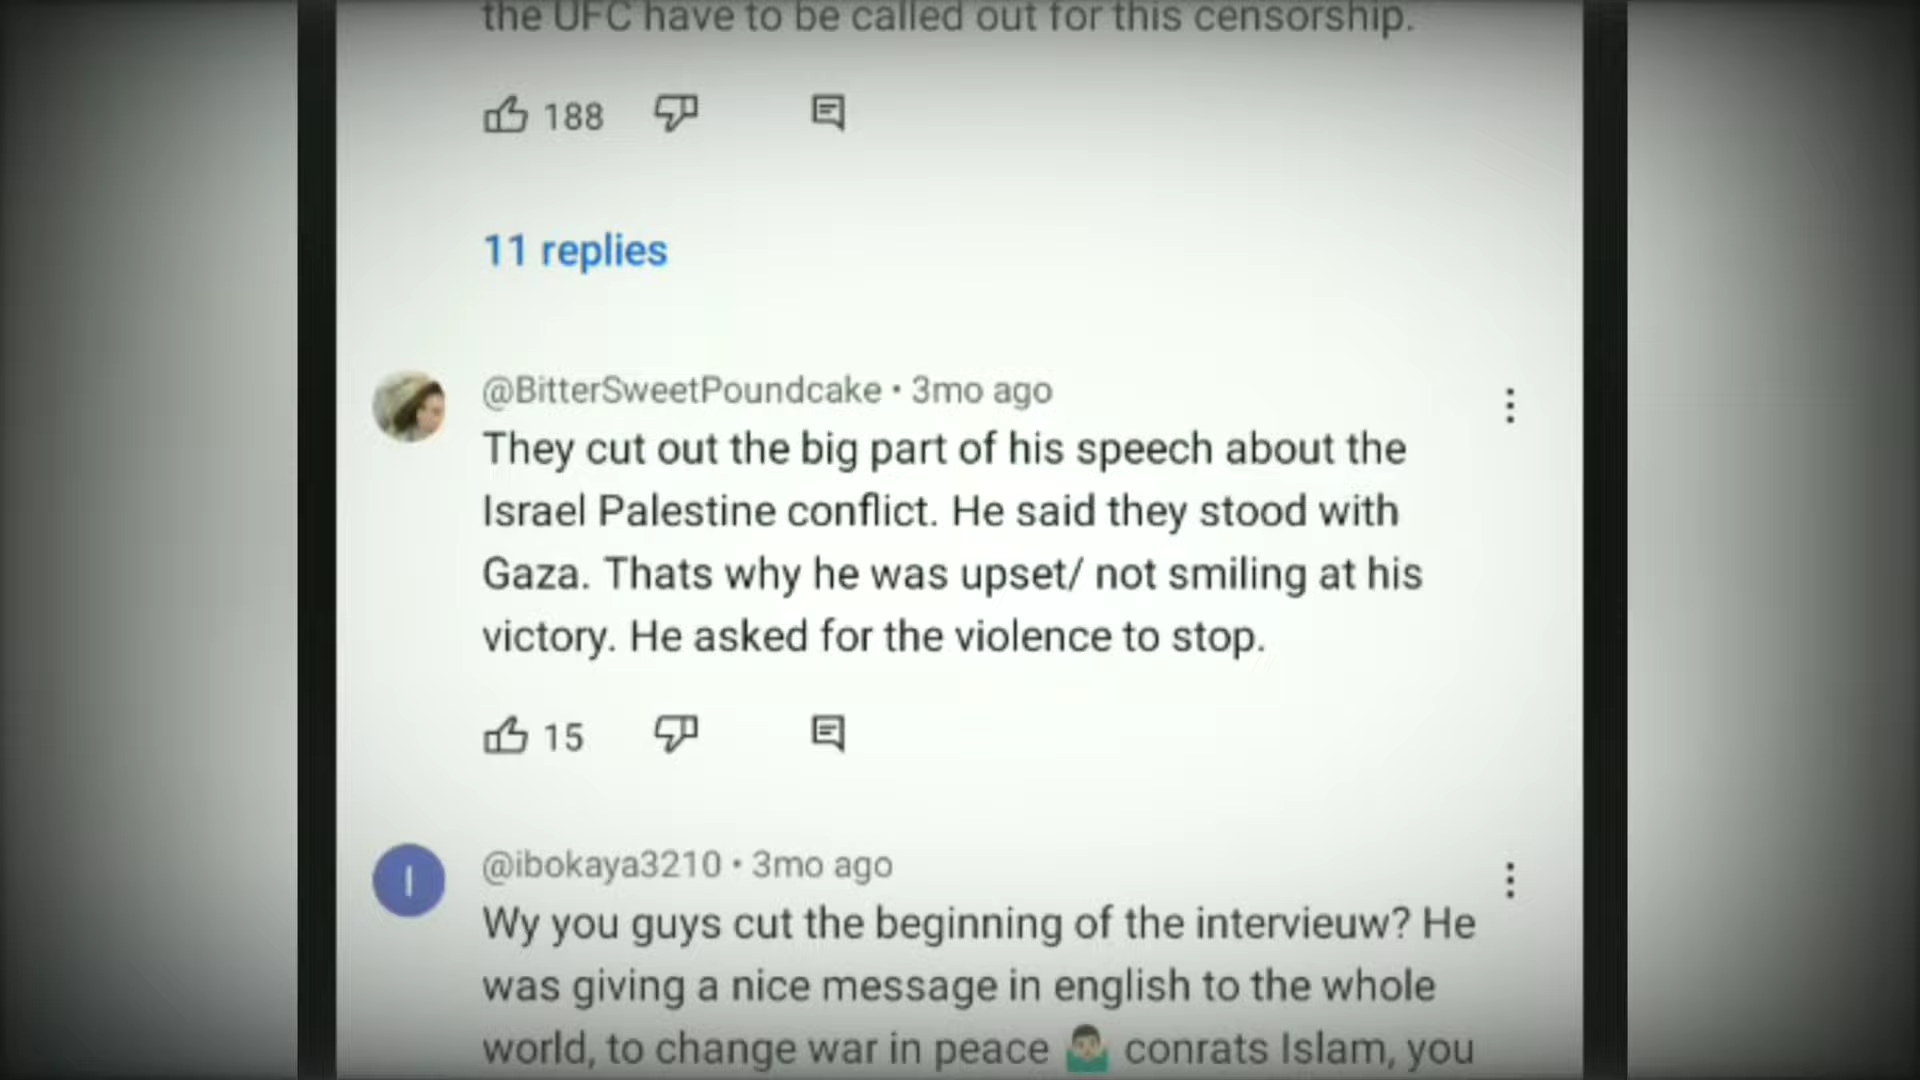 the UFC have to be called out for this censorship.
188
11 replies
@BitterSweetPoundcake • 3mo ago
They cut out the big part of his speech about the
Israel Palestine conflict. He said they stood with
Gaza. Thats why he was upset/ not smiling at his
victory. He asked for the violence to stop.
15
I
@ibokaya3210 • 3mo ago
Wy you guys cut the beginning of the intervieuw? He
was giving a nice message in english to the whole
world, to change war in peace 🤷🏻‍♂️ conrats Islam, you